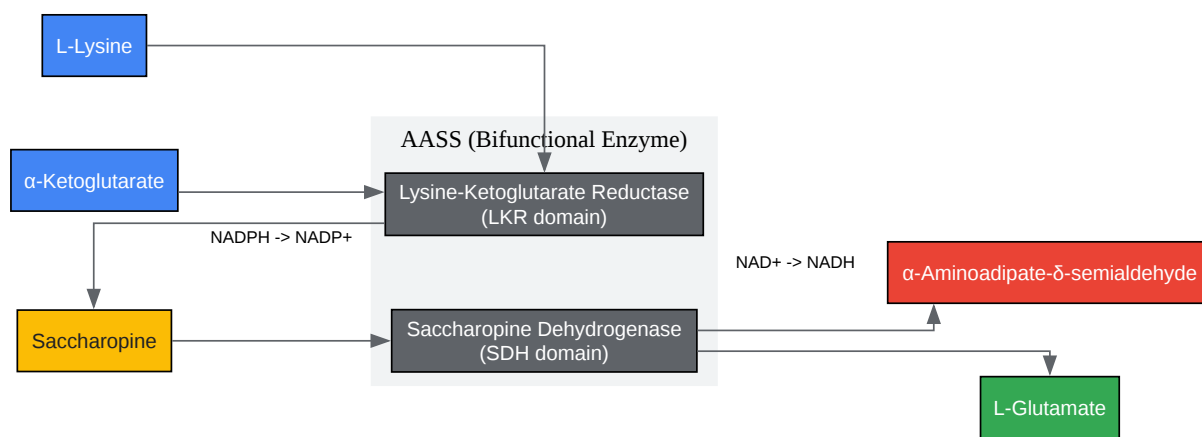 L-Lysine
AASS (Bifunctional Enzyme)
α-Ketoglutarate
Lysine-Ketoglutarate Reductase
(LKR domain)
NADPH -> NADP+
NAD+ -> NADH
α-Aminoadipate-δ-semialdehyde
Saccharopine
Saccharopine Dehydrogenase
(SDH domain)
L-Glutamate